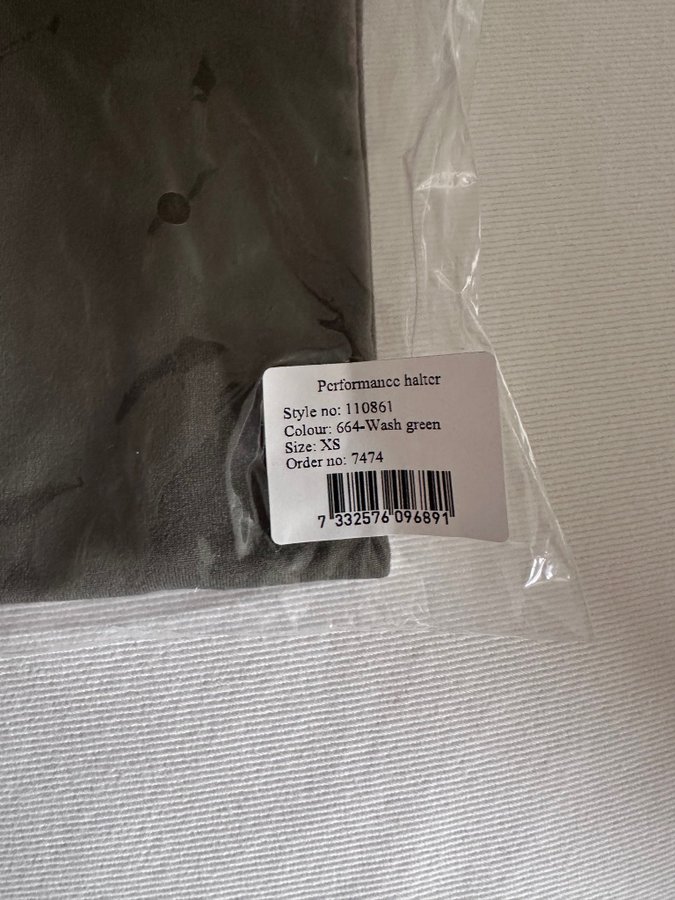 Performance halter
Style no: 110861
Colour: 664-Wash green
Size: XS
Order no: 7474
7 332576 096891